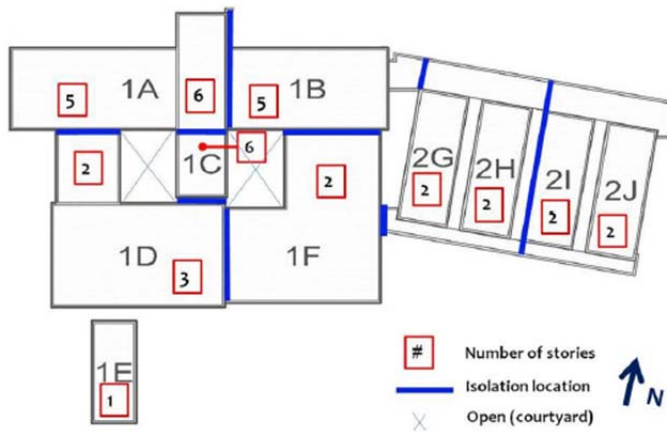 1A
5
6
1B
5
1C
6
2
2
2G
2
2H
2
2I
2
2J
2
1D
3
1F
1E
1
# Number of stories
Isolation location
Open (courtyard)
N